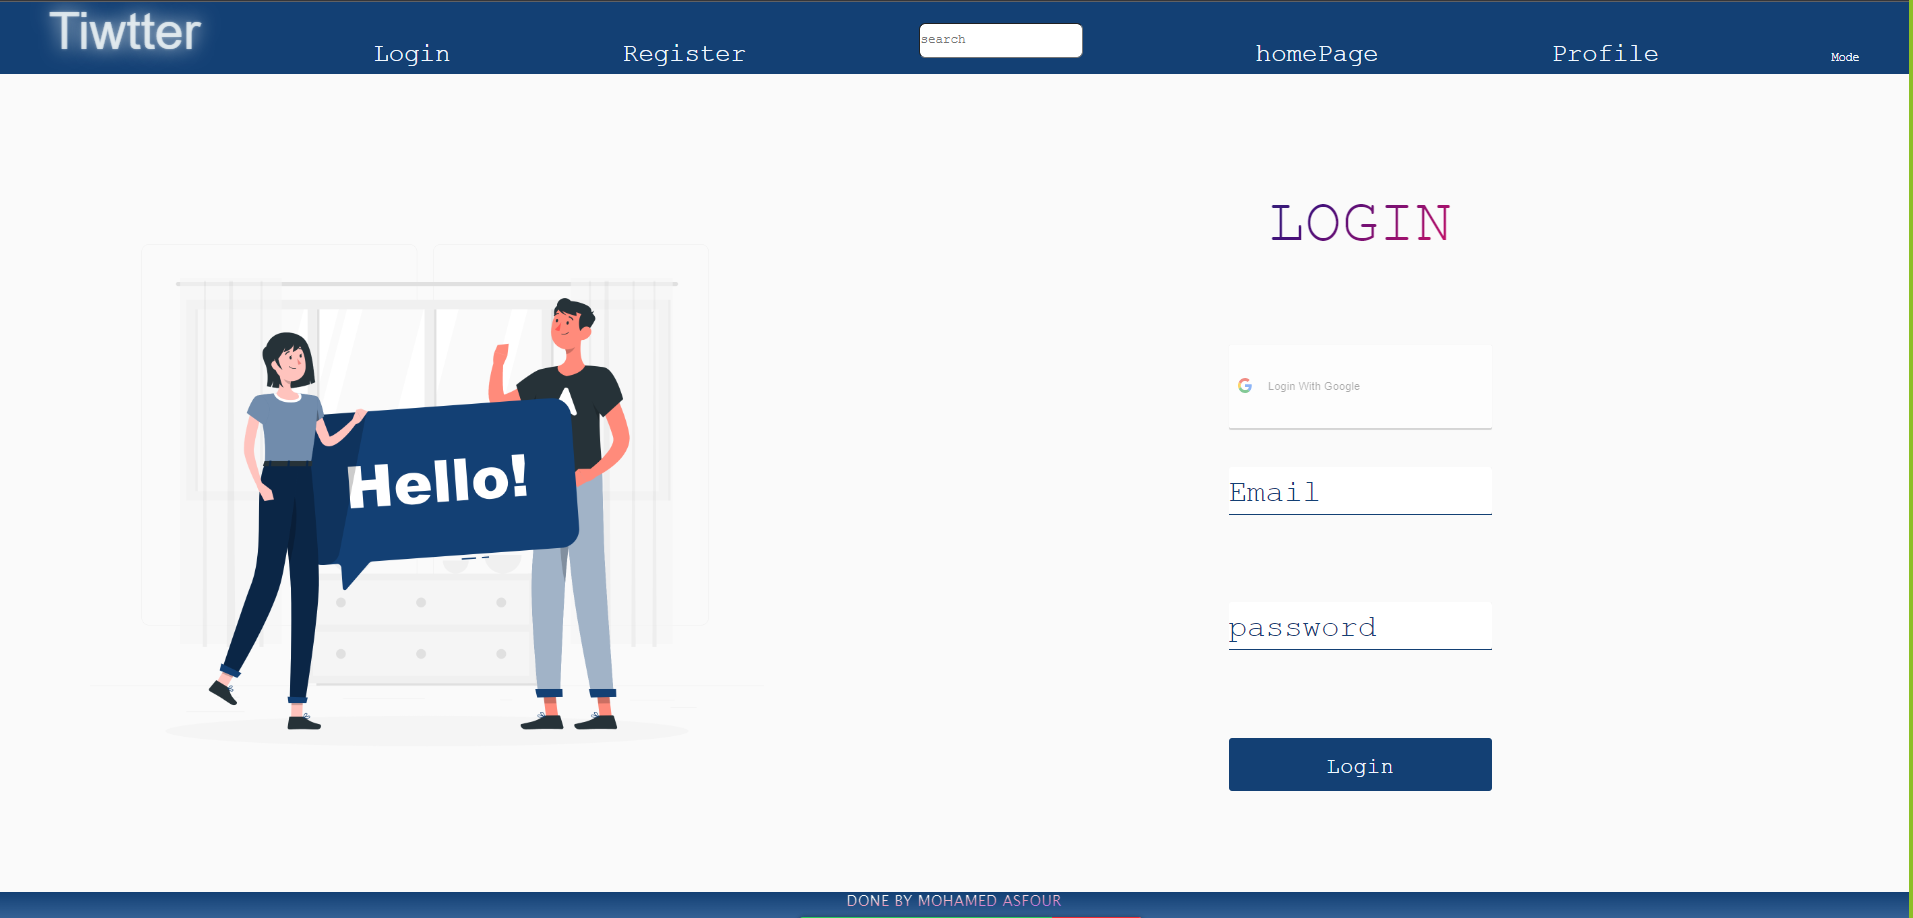 Tiwtter
Login
Register
search
homePage
Profile
Mode
Hello!
LOGIN
Login With Google
Email
password
Login
DONE BY MOHAMED ASFOUR